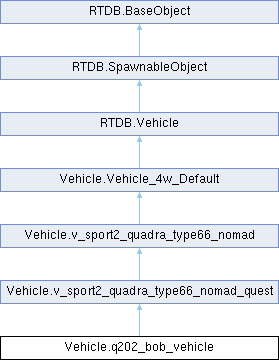 RTDB.BaseObject
RTDB.SpawnableObject
RTDB.Vehicle
Vehicle.Vehicle_4w_Default
Vehicle.v_sport2_quadra_type66_nomad
Vehicle.v_sport2_quadra_type66_nomad_quest
Vehicle.q202_bob_vehicle